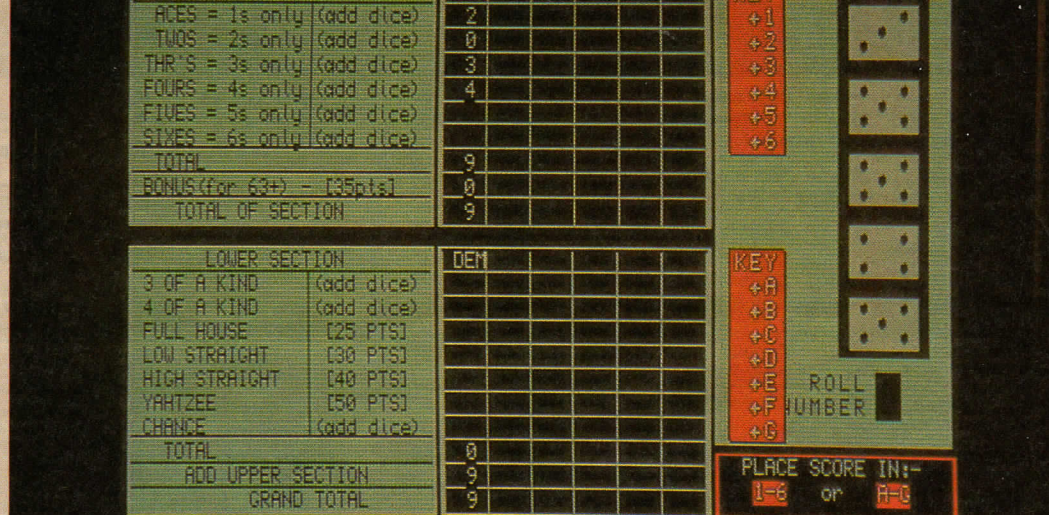 ACES = 1s only (add dice) 2 +1
TWOS = 2s only (add dice) 0 +2
THR'S = 3s only (add dice) 3 +3
FOURS = 4s only (add dice) 4 +4
FIVES = 5s only (add dice) +5
SIXES = 6s only (add dice) +6
TOTAL 9
BONUS(for 63+) - [35pts] 0
TOTAL OF SECTION 9
LOWER SECTION DEM KEY
3 OF A KIND (add dice) +A
4 OF A KIND (add dice) +B
FULL HOUSE [25 PTS] +C
LOW STRAIGHT [30 PTS] +D
HIGH STRAIGHT [40 PTS] +E
YAHTZEE [50 PTS] +F
CHANCE (add dice) +G
ROLL
NUMBER
TOTAL 0
ADD UPPER SECTION 9
GRAND TOTAL 9
PLACE SCORE IN:-
1-6 or A-G